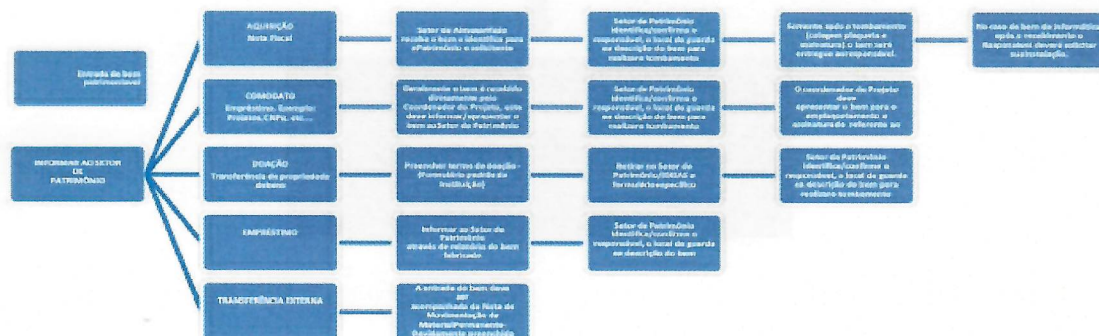 Entrada de bem
patrimoniável
INFORMAR AO SETOR
DE
PATRIMÔNIO
AQUISIÇÃO
Nota Fiscal
Setor de Almoxarifado
recebe o bem e identifica para
o Patrimônio o solicitante
Setor de Patrimônio
identifica/confirma o
responsável, o local de guarda
e a descrição do bem para
realizar o tombamento
Somente após o tombamento
(colagem plaqueta e
assinatura) o bem será
entregue ao responsável.
No caso de bem de informática
após o recebimento o
Responsável deverá solicitar
sua instalação.
COMODATO
Empréstimo. Exemplo:
Projetos, CNPq, etc...
Geralmente o bem é recebido
diretamente pelo
Coordenador do Projeto, este
deve informar/apresentar o
bem ao Setor de Patrimônio
Setor de Patrimônio
identifica/confirma o
responsável, o local de guarda
e a descrição do bem para
realizar o tombamento
O coordenador do Projeto
deve
apresentar o bem para o
emplaquetamento e
assinatura do referente ao
DOAÇÃO
Transferência de propriedade
do bem
Preencher termo de doação -
(Formulário padrão da
Instituição)
Retirar no Setor de
formulário específico
Setor de Patrimônio
identifica/confirma o
responsável, o local de guarda
e a descrição do bem para
realizar o tombamento
EMPRÉSTIMO
Informar ao Setor de
Patrimônio
através de relatório do bem
fabricado
Setor de Patrimônio
identifica/confirma o
responsável, o local de guarda
e a descrição do bem
TRANSFERÊNCIA EXTERNA
A entrada do bem deve
ser
acompanhada da Nota de
Movimentação de
Material Permanente
Devidamente preenchida